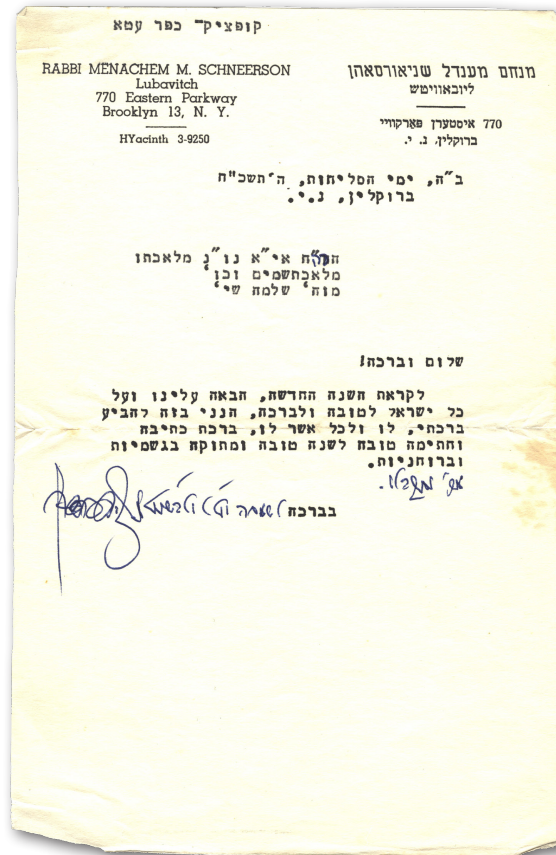 קופציק- כפר עטא
RABBI MENACHEM M. SCHNEERSON
Lubavitch
770 Eastern Parkway
Brooklyn 13, N. Y.
HYacinth 3-9250
מנחם מענדל שניאורסאהן
ליובאוויטש
770 איסטערן פארקוויי
ברוקלין, נ. י.
ב"ה, ימי הסליחות, ה'תשכ"ח
ברוקלין, נ.י.
אי"א נו"נ מלאכתו
מלאכתשמים וכו'
מוה' שלמה שי'
שלום וברכה!
לקראת השנה החדשה, הבאה עלינו ועל
כל ישראל לטובה ולברכה, הנני בזה להביע
ברכתי, לו ולכל אשר לו, ברכת כתיבה
וחתימה טובה לשנה טובה ומתוקה בגשמיות
וברוחניות.
בברכה